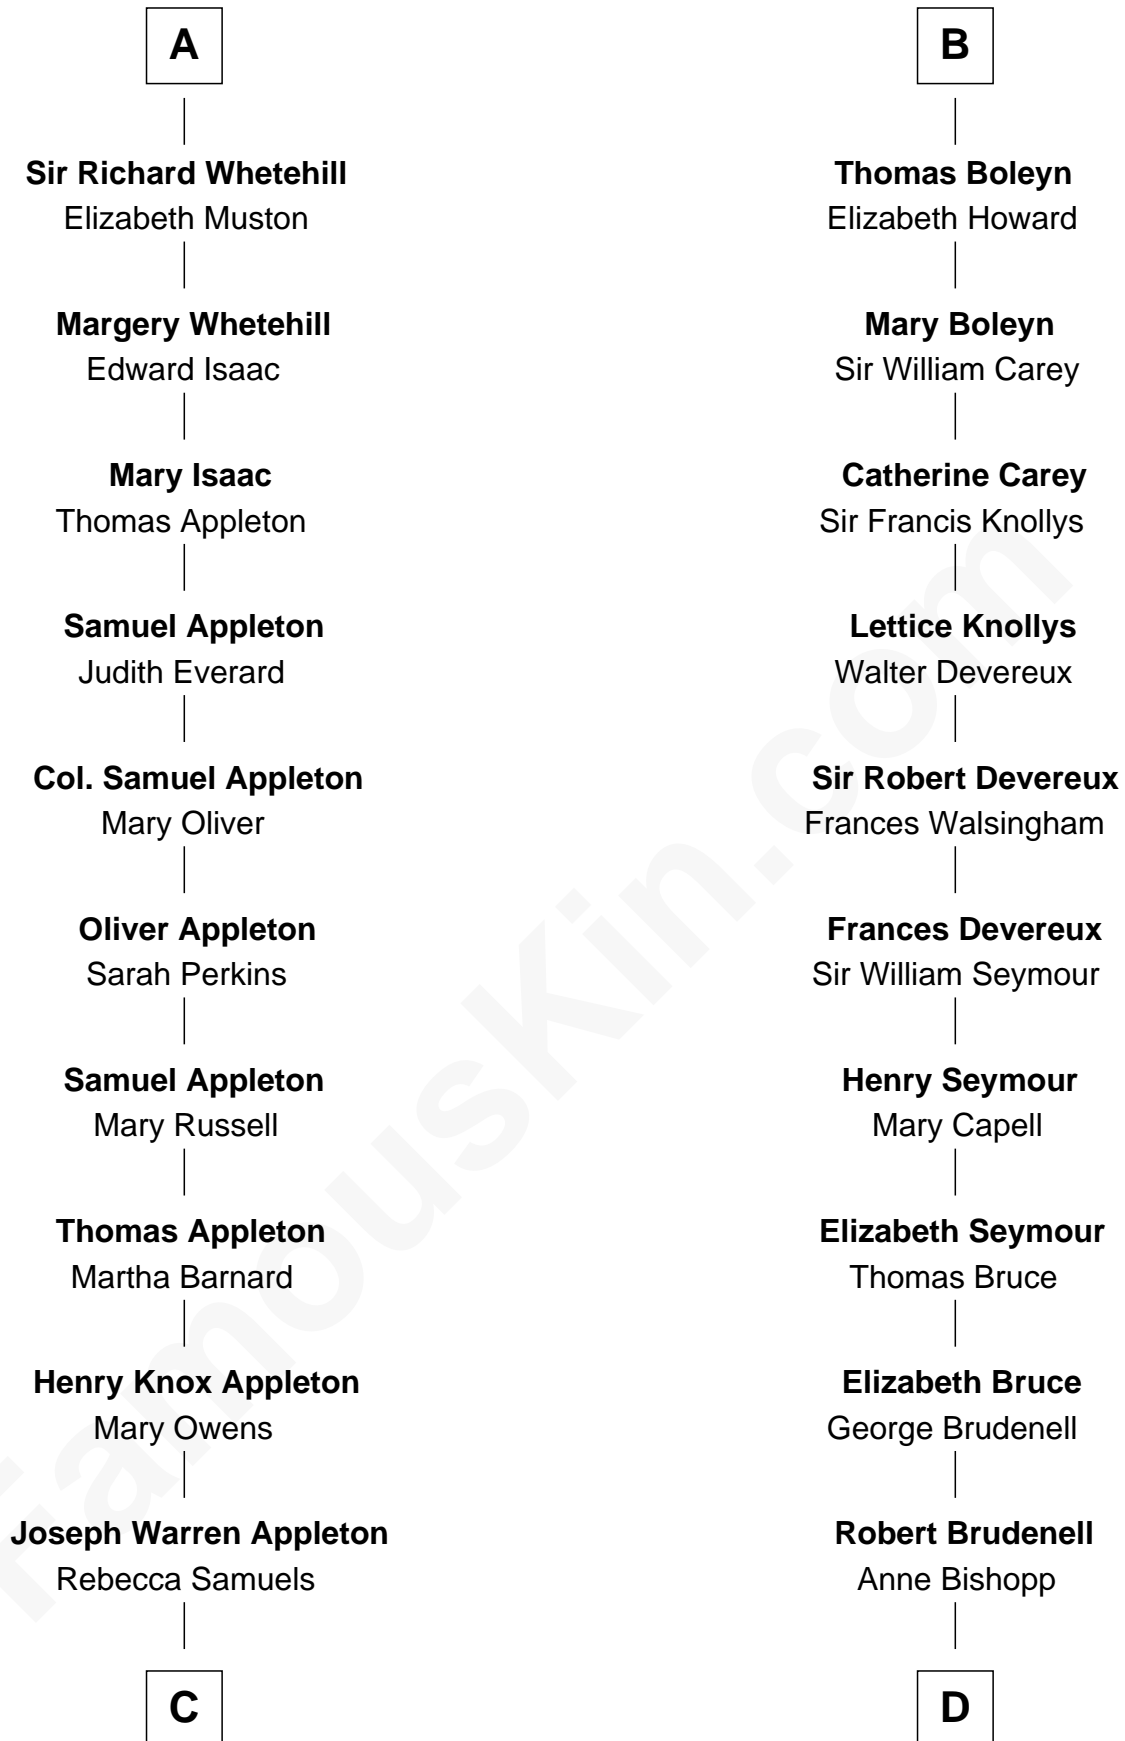 A
Sir Richard Whetehill
Elizabeth Muston
Margery Whetehill
Edward Isaac
Mary Isaac
Thomas Appleton
Samuel Appleton
Judith Everard
Col. Samuel Appleton
Mary Oliver
Oliver Appleton
Sarah Perkins
Samuel Appleton
Mary Russell
Thomas Appleton
Martha Barnard
Henry Knox Appleton
Mary Owens
Joseph Warren Appleton
Rebecca Samuels
C
B
Thomas Boleyn
Elizabeth Howard
Mary Boleyn
Sir William Carey
Catherine Carey
Sir Francis Knollys
Lettice Knollys
Walter Devereux
Sir Robert Devereux
Frances Walsingham
Frances Devereux
Sir William Seymour
Henry Seymour
Mary Capell
Elizabeth Seymour
Thomas Bruce
Elizabeth Bruce
George Brudenell
Robert Brudenell
Anne Bishopp
D
FamousKin.com